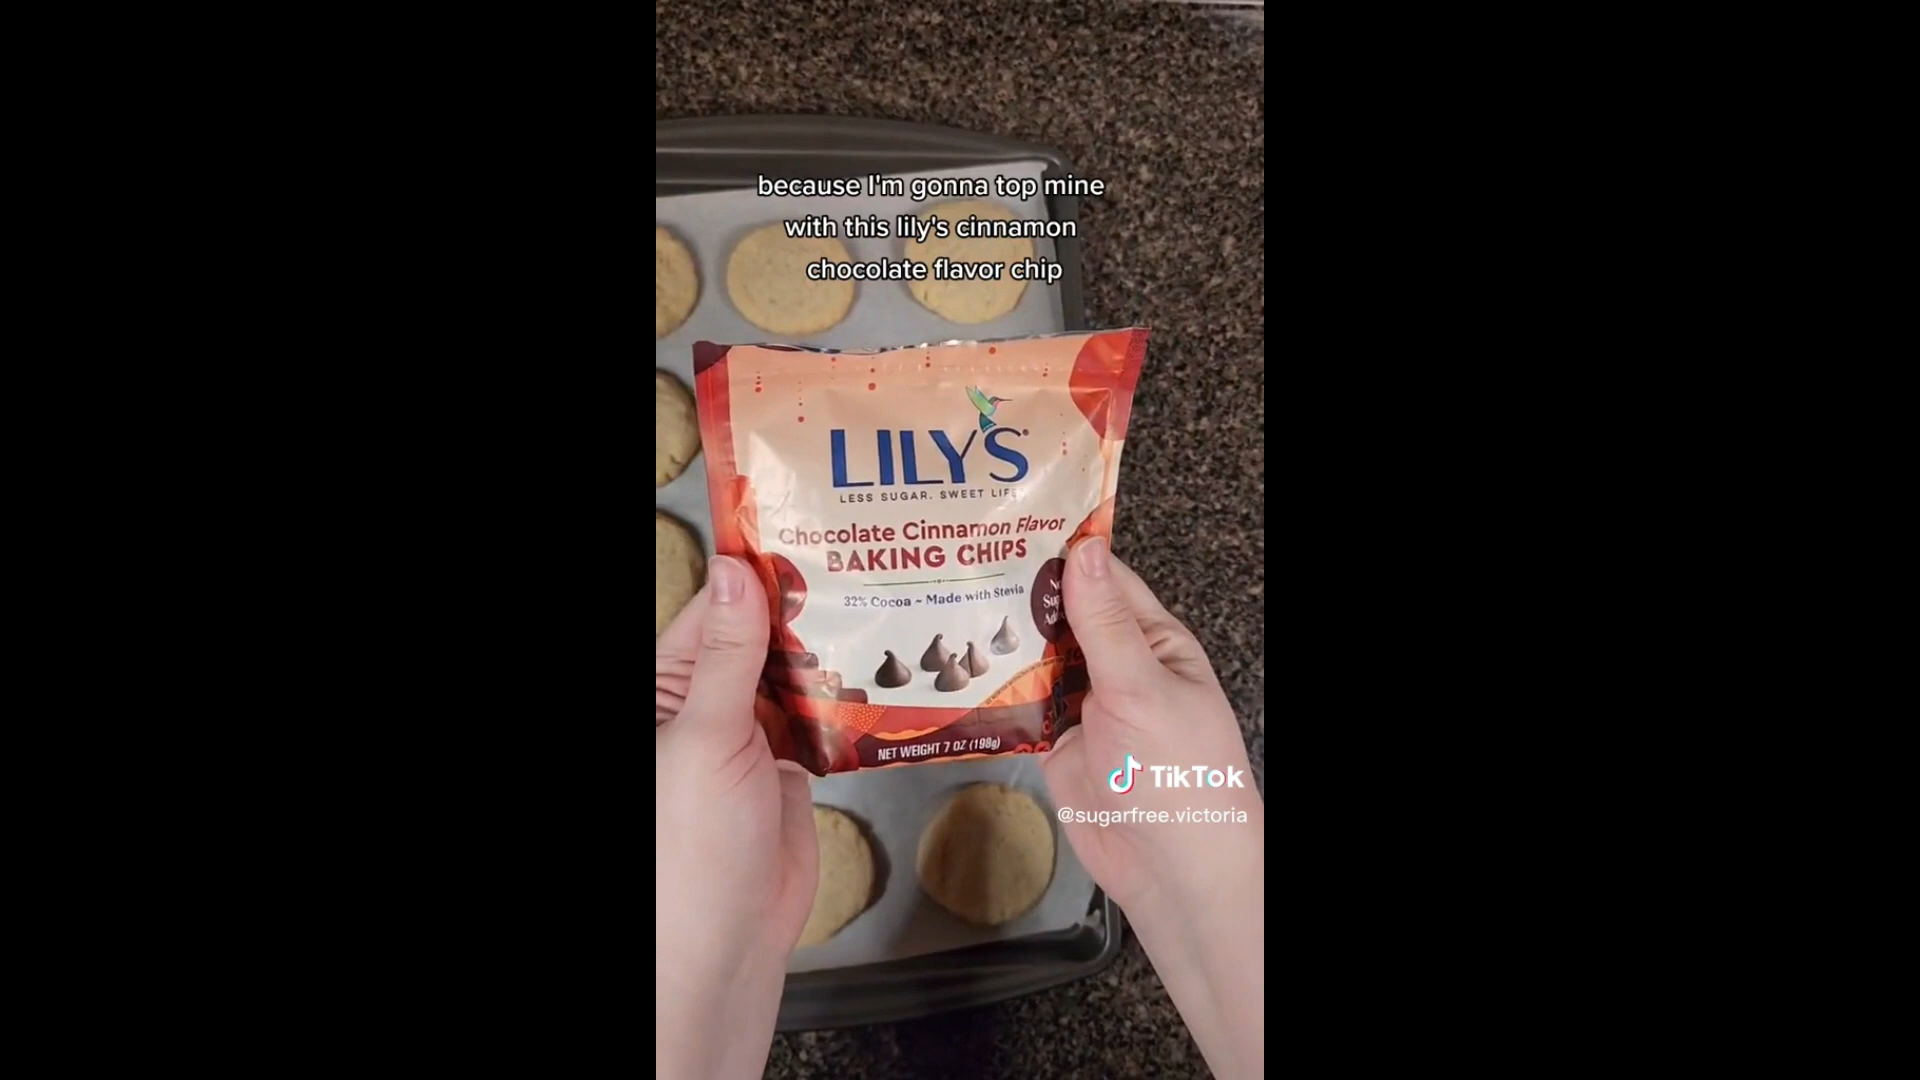 because I'm gonna top mine
with this lily's cinnamon
chocolate flavor chip
LILY'S
LESS SUGAR. SWEET LIFE
Chocolate Cinnamon Flavor
BAKING CHIPS
32% Cocoa ~ Made with Stevia
NET WEIGHT 7 OZ (198g)
TikTok
@sugarfree.victoria